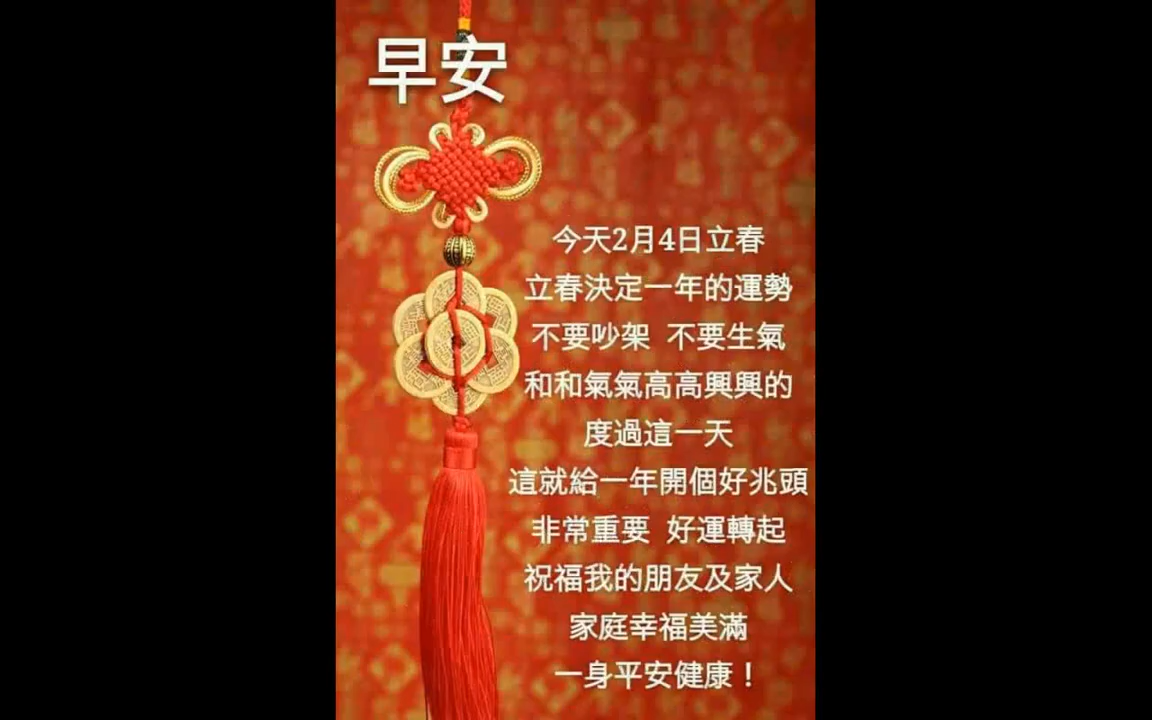 早安
今天2月4日立春
立春決定一年的運勢
不要吵架 不要生氣
和和氣氣高高興興的
度過這一天
這就給一年開個好兆頭
非常重要 好運轉起
祝福我的朋友及家人
家庭幸福美滿
一身平安健康！